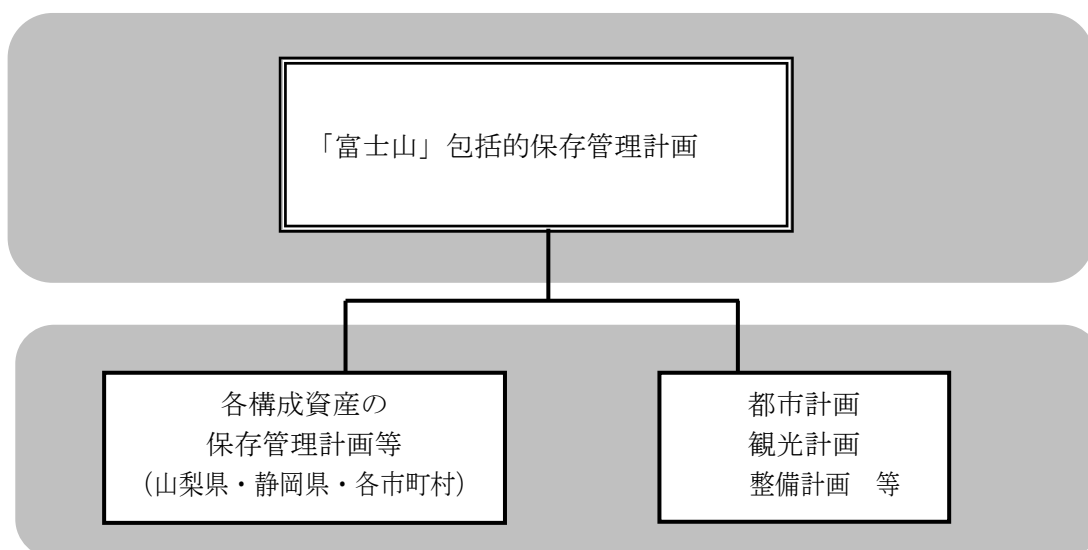 「富士山」包括的保存管理計画
各構成資産の
保存管理計画等
（山梨県・静岡県・各市町村）
都市計画
観光計画
整備計画　等